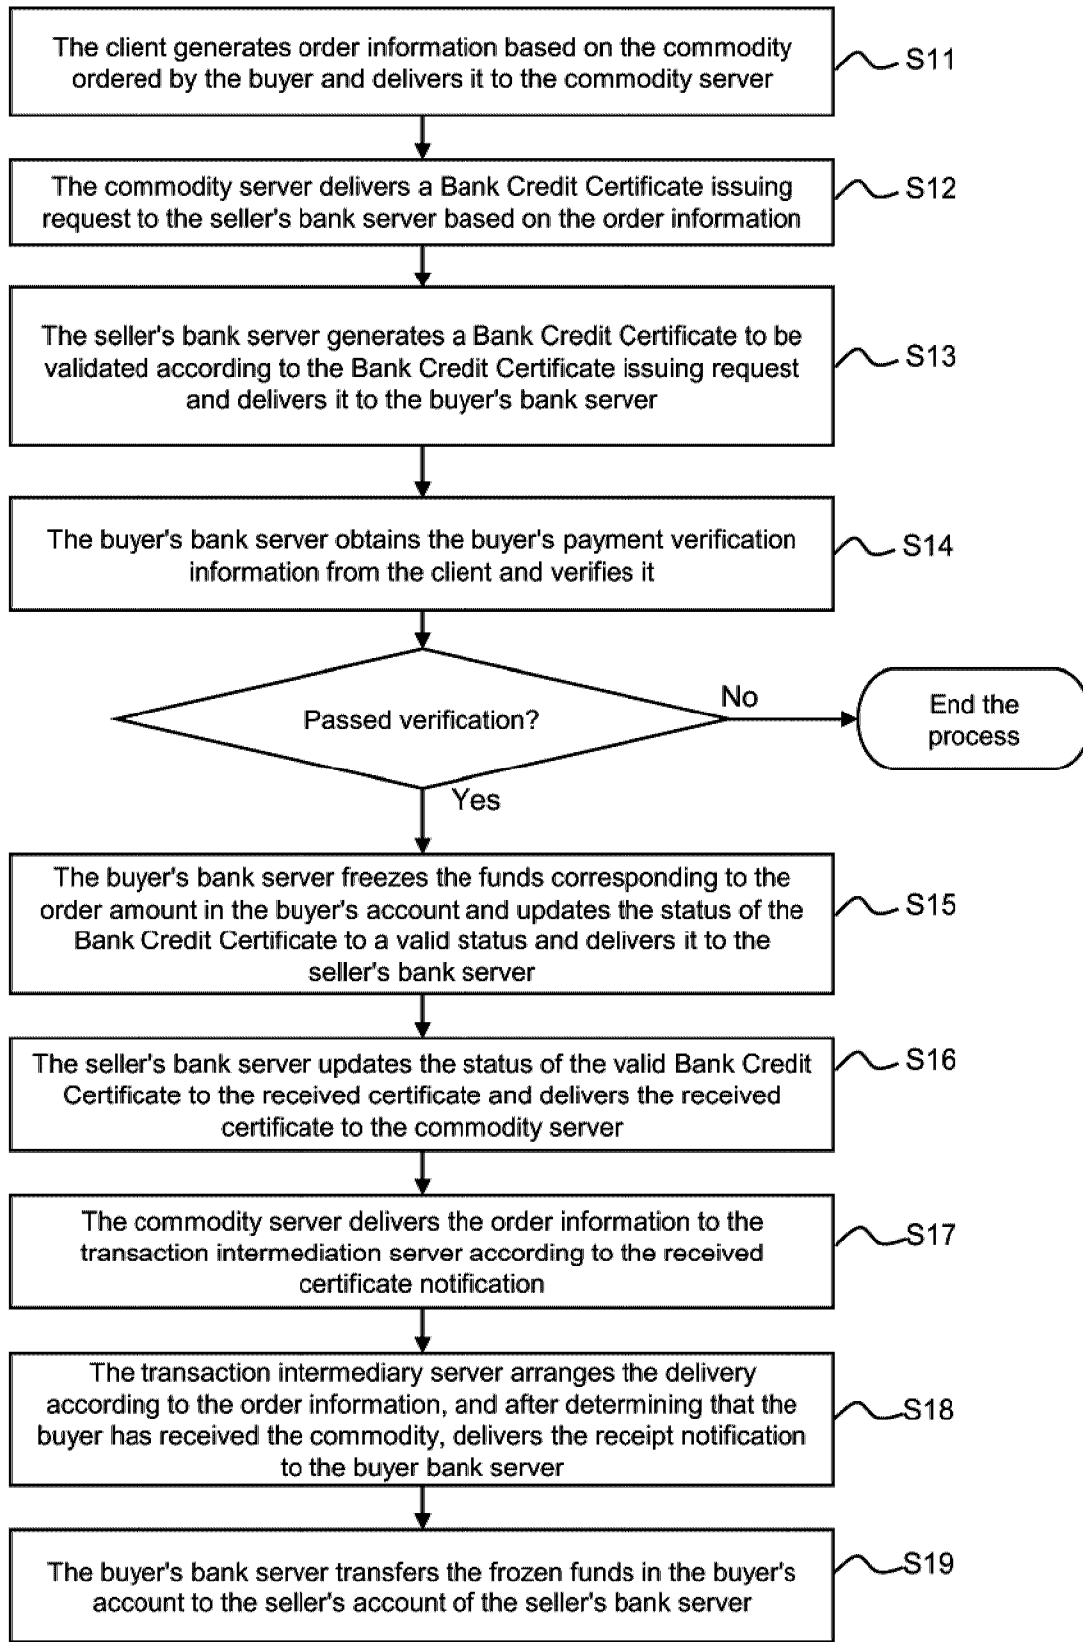 The client generates order information based on the commodity
ordered by the buyer and delivers it to the commodity server
S11
The commodity server delivers a Bank Credit Certificate issuing
request to the seller's bank server based on the order information
S12
The seller's bank server generates a Bank Credit Certificate to be
validated according to the Bank Credit Certificate issuing request
and delivers it to the buyer's bank server
S13
The buyer's bank server obtains the buyer's payment verification
information from the client and verifies it
S14
Passed verification?
No
End the
process
Yes
The buyer's bank server freezes the funds corresponding to the
order amount in the buyer's account and updates the status of the
Bank Credit Certificate to a valid status and delivers it to the
seller's bank server
S15
The seller's bank server updates the status of the valid Bank Credit
Certificate to the received certificate and delivers the received
certificate to the commodity server
S16
The commodity server delivers the order information to the
transaction intermediation server according to the received
certificate notification
S17
The transaction intermediary server arranges the delivery
according to the order information, and after determining that the
buyer has received the commodity, delivers the receipt notification
to the buyer bank server
S18
The buyer's bank server transfers the frozen funds in the buyer's
account to the seller's account of the seller's bank server
S19